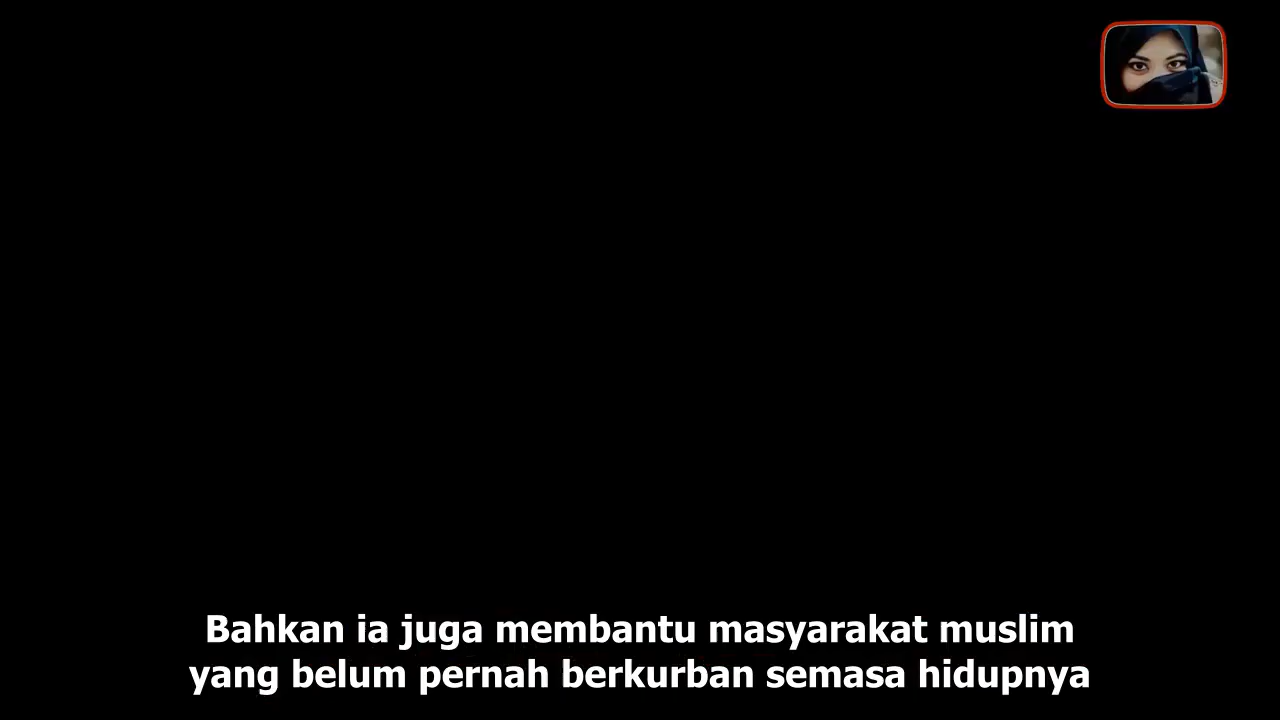 Bahkan ia juga membantu masyarakat muslim
yang belum pernah berkurban semasa hidupnya